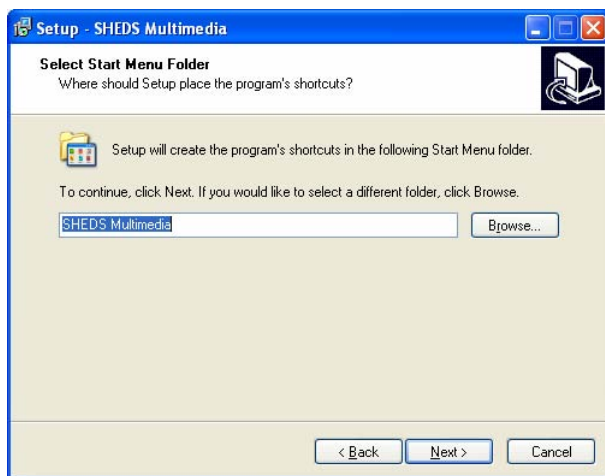 Setup - SHEDS Multimedia
Select Start Menu Folder
Where should Setup place the program's shortcuts?
Setup will create the program's shortcuts in the following Start Menu folder.
To continue, click Next. If you would like to select a different folder, click Browse.
SHEDS Multimedia
Browse...
< Back
Next >
Cancel